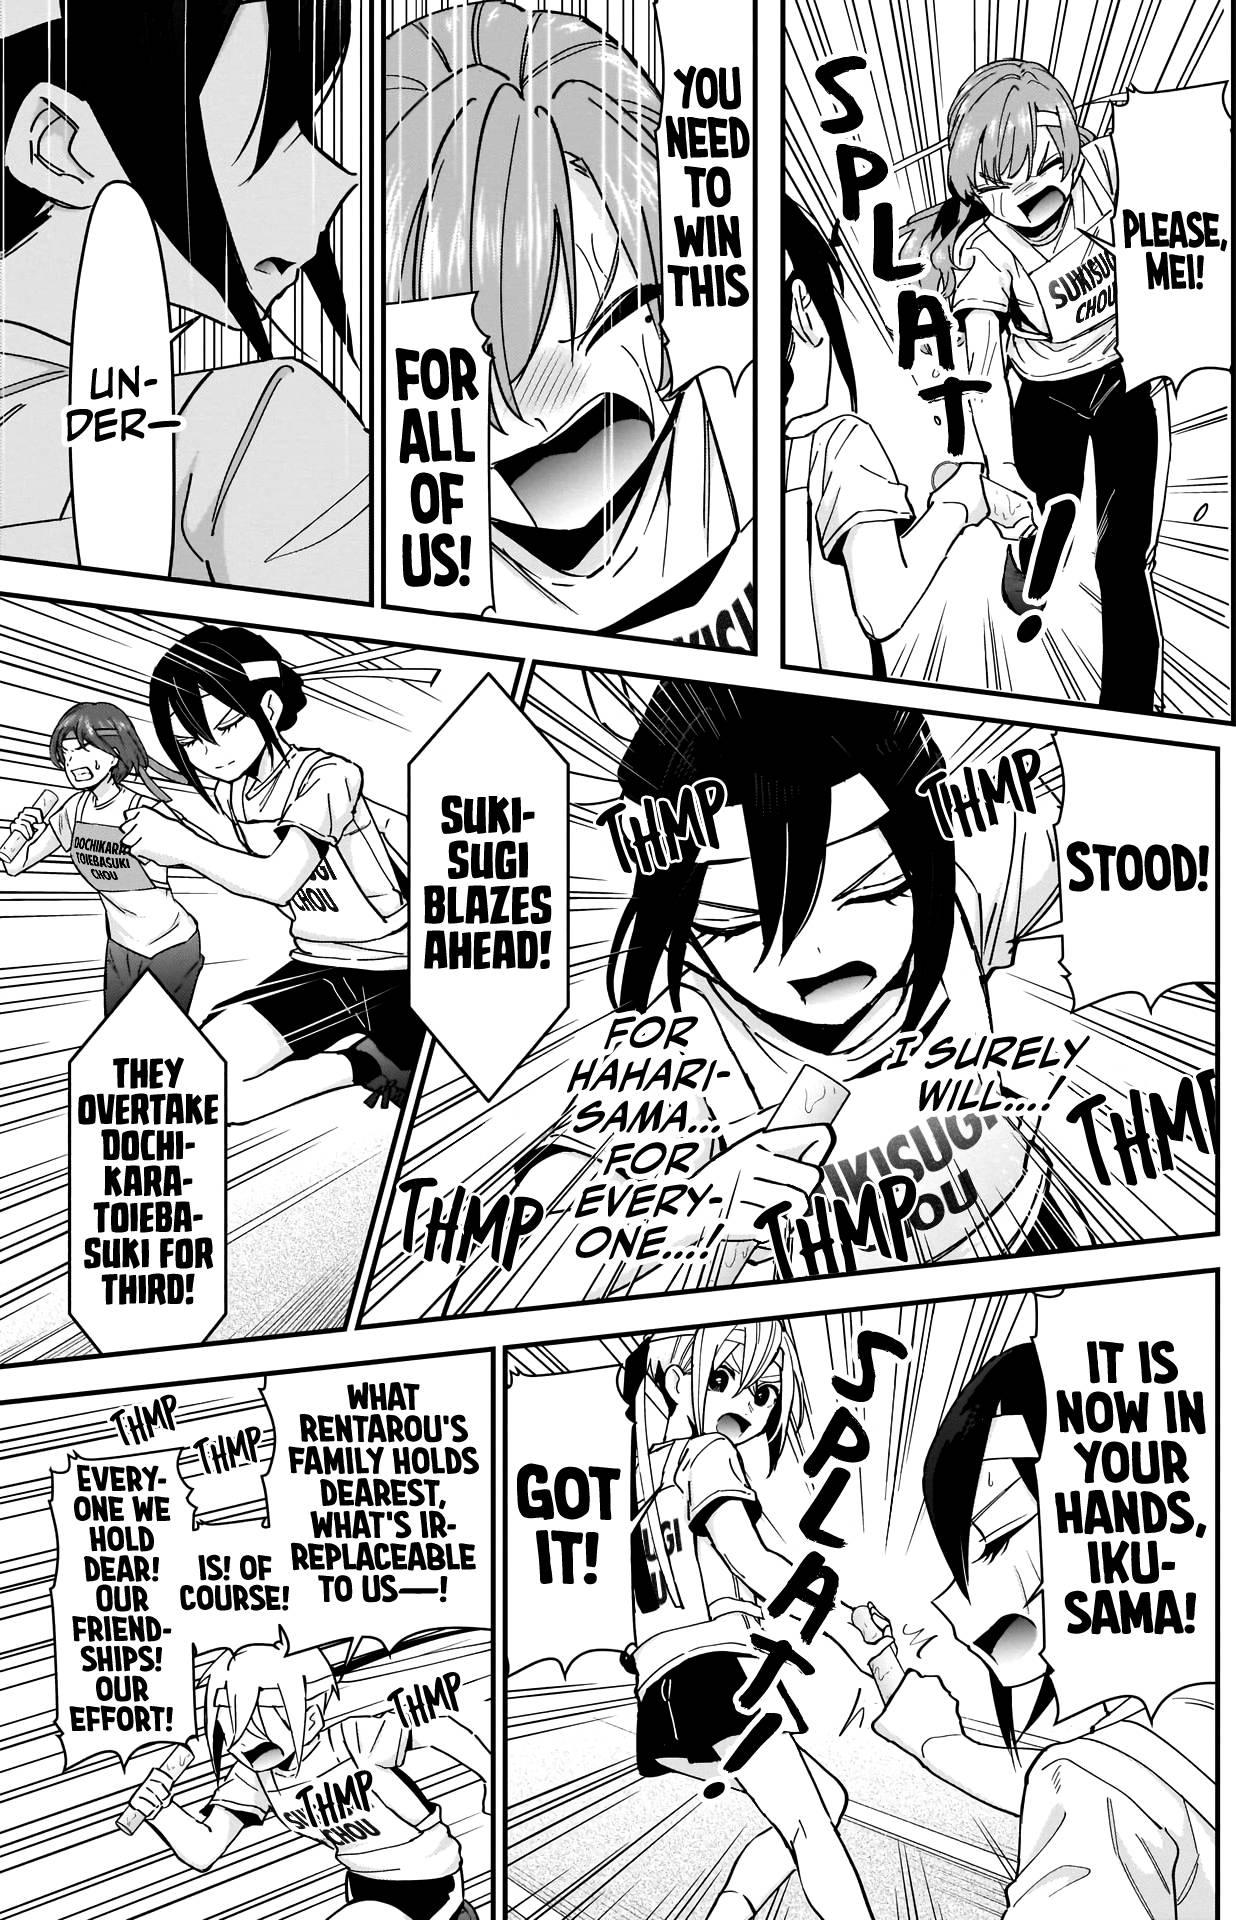 PLEASE,
MEI!
SPLAT!
SUKISUGI
CHOU
YOU
NEED
TO
WIN
THIS
FOR
ALL
OF
US!
UN-
DER—
STOOD!
THMP
THMP
I SURELY
WILL...!
FOR
HAHARI-
SAMA...
FOR
EVERY-
ONE...!
THMP
THMP
THMP
SUKI-
SUGI
BLAZES
AHEAD!
DOCHIKARA
TOIEBASUKI
CHOU
UGI
CHOU
THEY
OVERTAKE
DOCHI-
KARA-
TOIEBA-
SUKI FOR
THIRD!
IT IS
NOW IN
YOUR
HANDS,
IKU-
SAMA!
SPLAT!
GOT
IT!
UGI
WHAT
RENTAROU'S
FAMILY HOLDS
DEAREST,
WHAT'S IR-
REPLACEABLE
TO US—!
IS! OF
COURSE!
THMP
THMP
EVERY-
ONE WE
HOLD
DEAR!
OUR
FRIEND-
SHIPS!
OUR
EFFORT!
THMP
THMP
CHOU